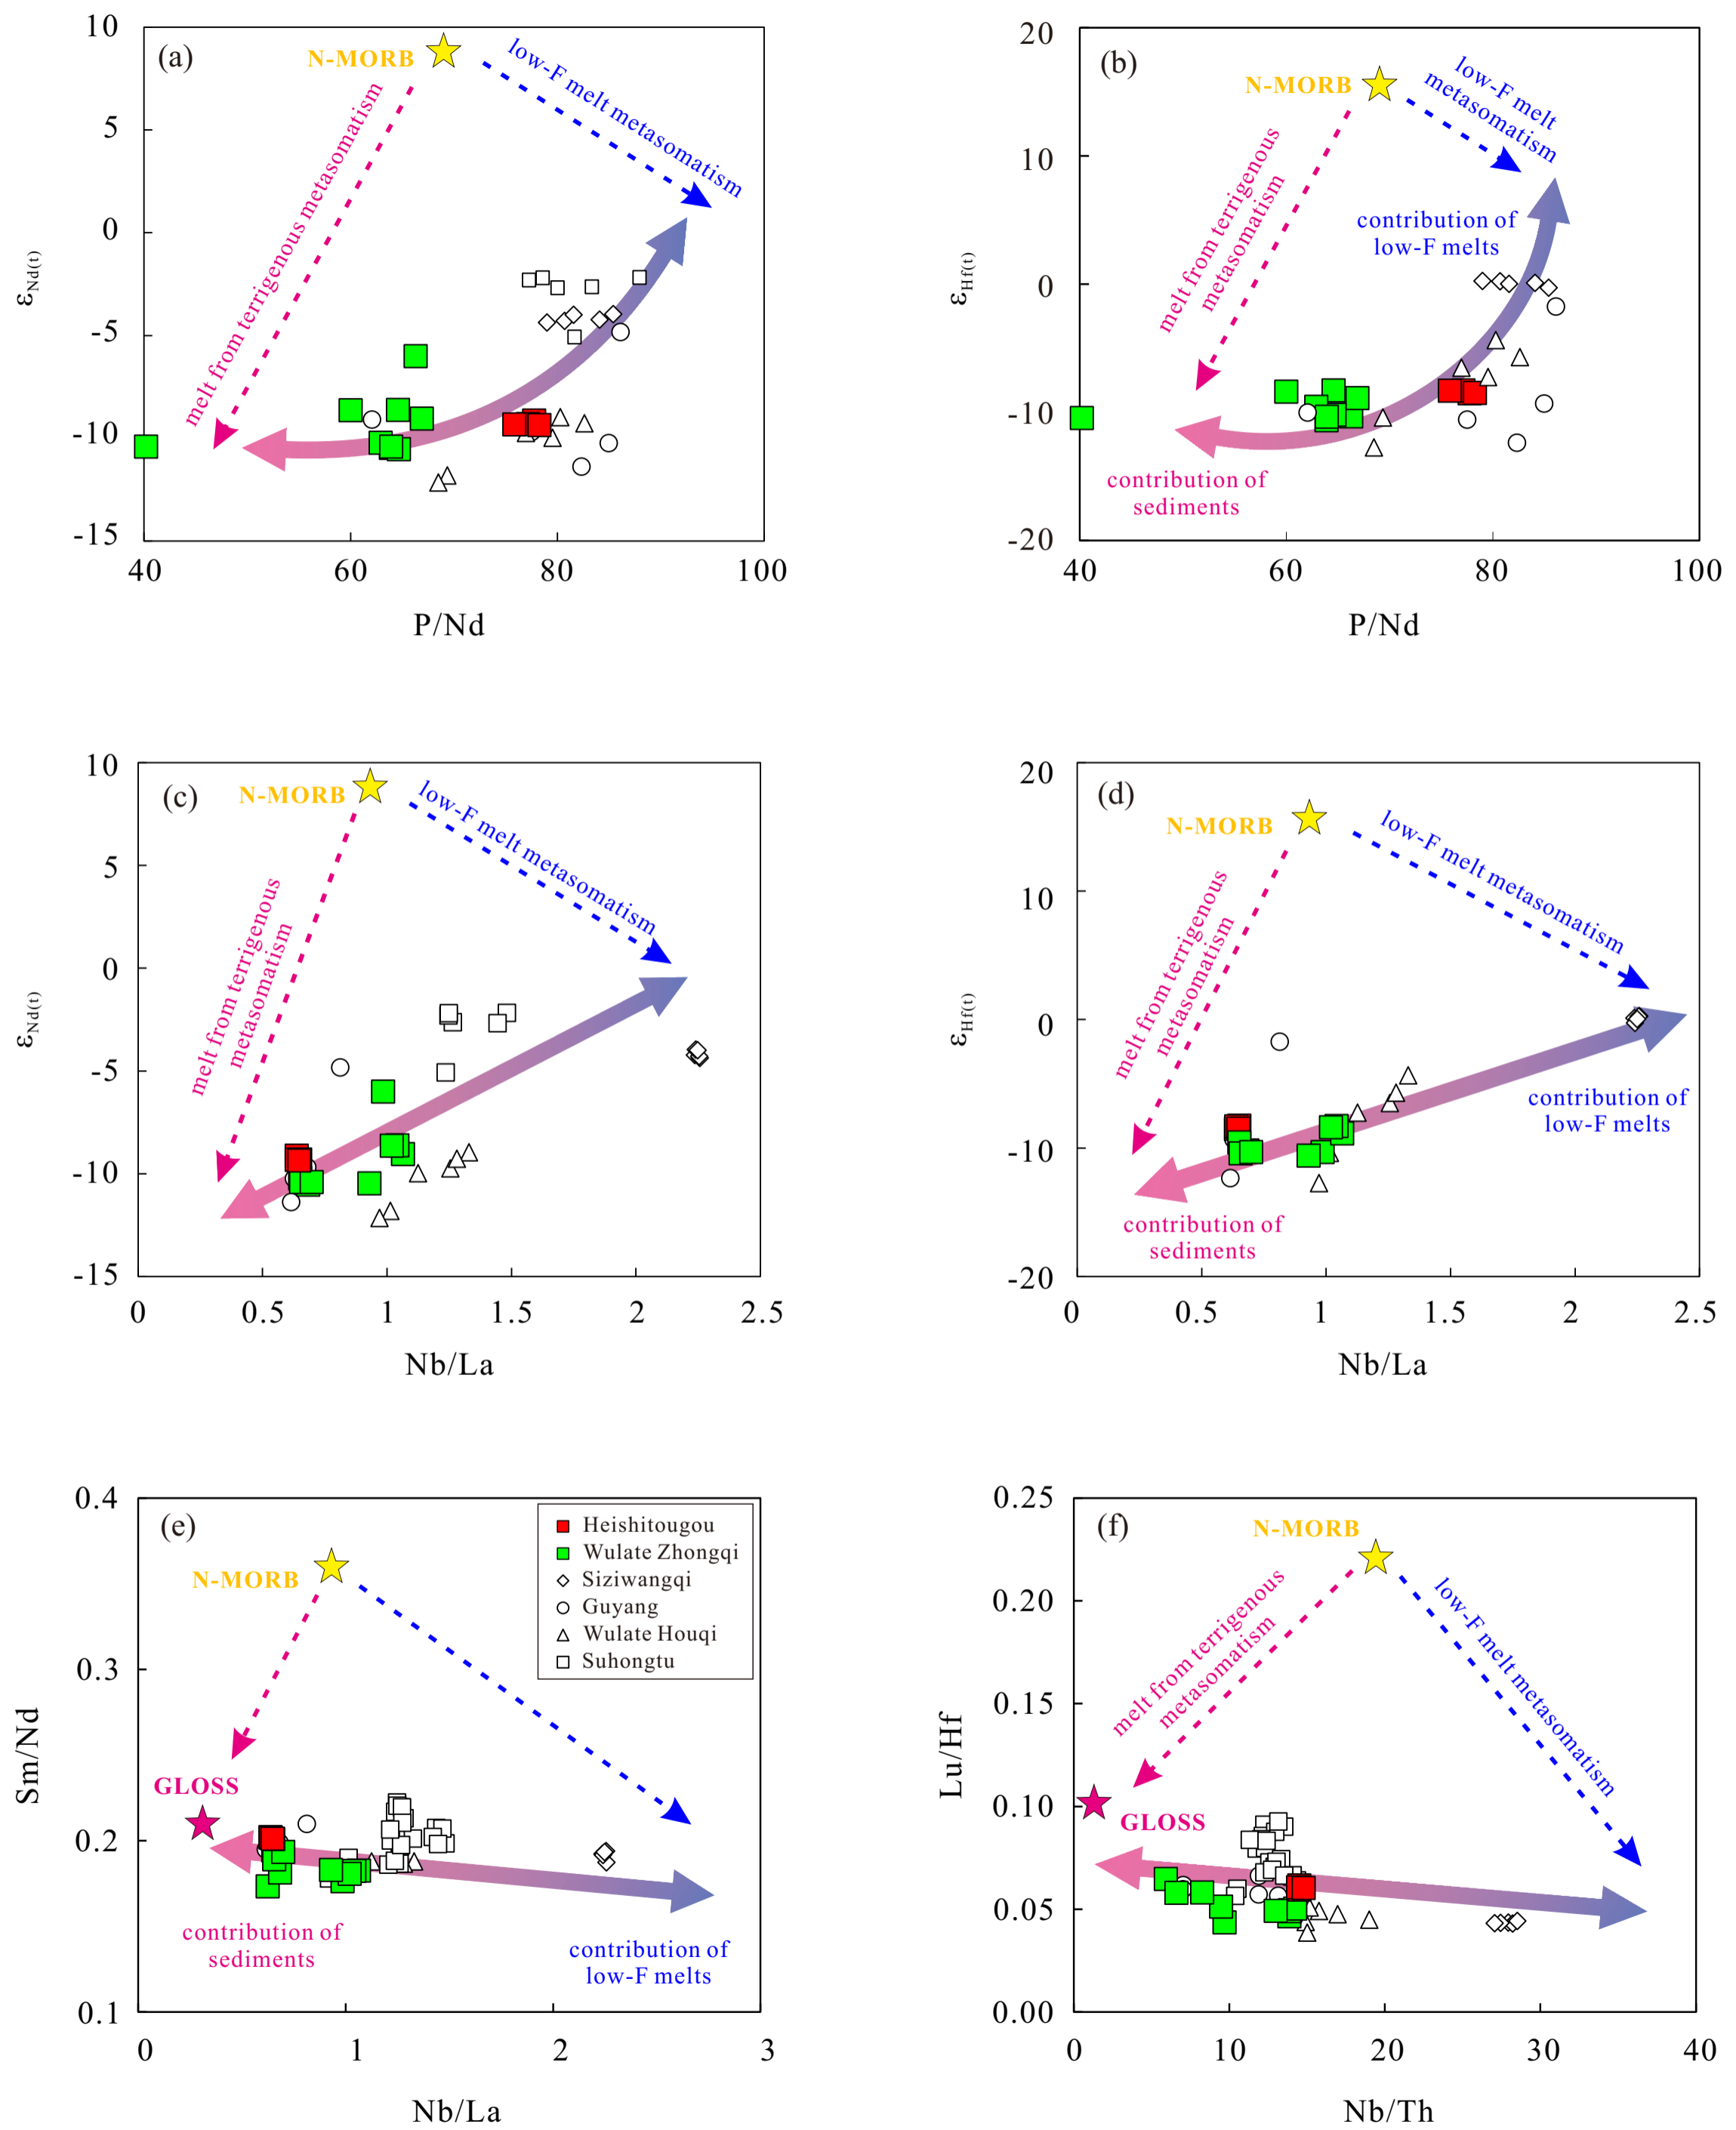 (a)
N-MORB
low-F melt metasomatism
melt from terrigenous metasomatism
10
5
0
-5
-10
-15
εNd(t)
40 60 80 100
P/Nd
(b)
N-MORB
low-F melt
metasomatism
melt from terrigenous
metasomatism
contribution of
low-F melts
contribution of
sediments
20
10
0
-10
-20
εHf(t)
40 60 80 100
P/Nd
(c)
N-MORB
low-F melt metasomatism
melt from terrigenous
metasomatism
10
5
0
-5
-10
-15
εNd(t)
0 0.5 1 1.5 2 2.5
Nb/La
(d)
N-MORB
low-F melt metasomatism
melt from terrigenous
metasomatism
contribution of
low-F melts
contribution of
sediments
20
10
0
-10
-20
εHf(t)
0 0.5 1 1.5 2 2.5
Nb/La
(e)
N-MORB
Heishitougou
Wulate Zhongqi
Siziwangqi
Guyang
Wulate Houqi
Suhongtu
GLOSS
contribution of
sediments
contribution of
low-F melts
0.4
0.3
0.2
0.1
Sm/Nd
0 1 2 3
Nb/La
(f)
N-MORB
melt from terrigenous
metasomatism
low-F melt metasomatism
GLOSS
0.25
0.20
0.15
0.10
0.05
0.00
Lu/Hf
0 10 20 30 40
Nb/Th